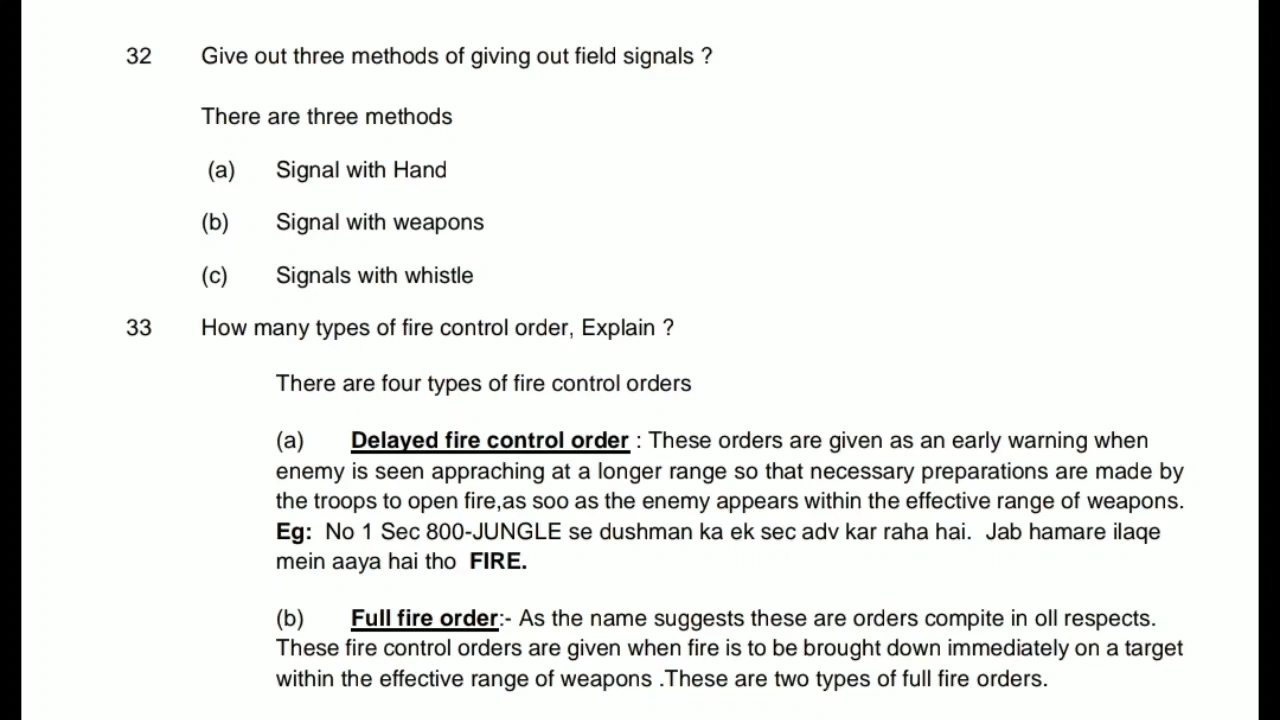 32 Give out three methods of giving out field signals ?
There are three methods
(a) Signal with Hand
(b) Signal with weapons
(c) Signals with whistle
33 How many types of fire control order, Explain ?
There are four types of fire control orders
(a) Delayed fire control order : These orders are given as an early warning when
enemy is seen appraching at a longer range so that necessary preparations are made by
the troops to open fire,as soo as the enemy appears within the effective range of weapons.
Eg: No 1 Sec 800-JUNGLE se dushman ka ek sec adv kar raha hai. Jab hamare ilaqe
mein aaya hai tho FIRE.
(b) Full fire order:- As the name suggests these are orders compite in oll respects.
These fire control orders are given when fire is to be brought down immediately on a target
within the effective range of weapons .These are two types of full fire orders.